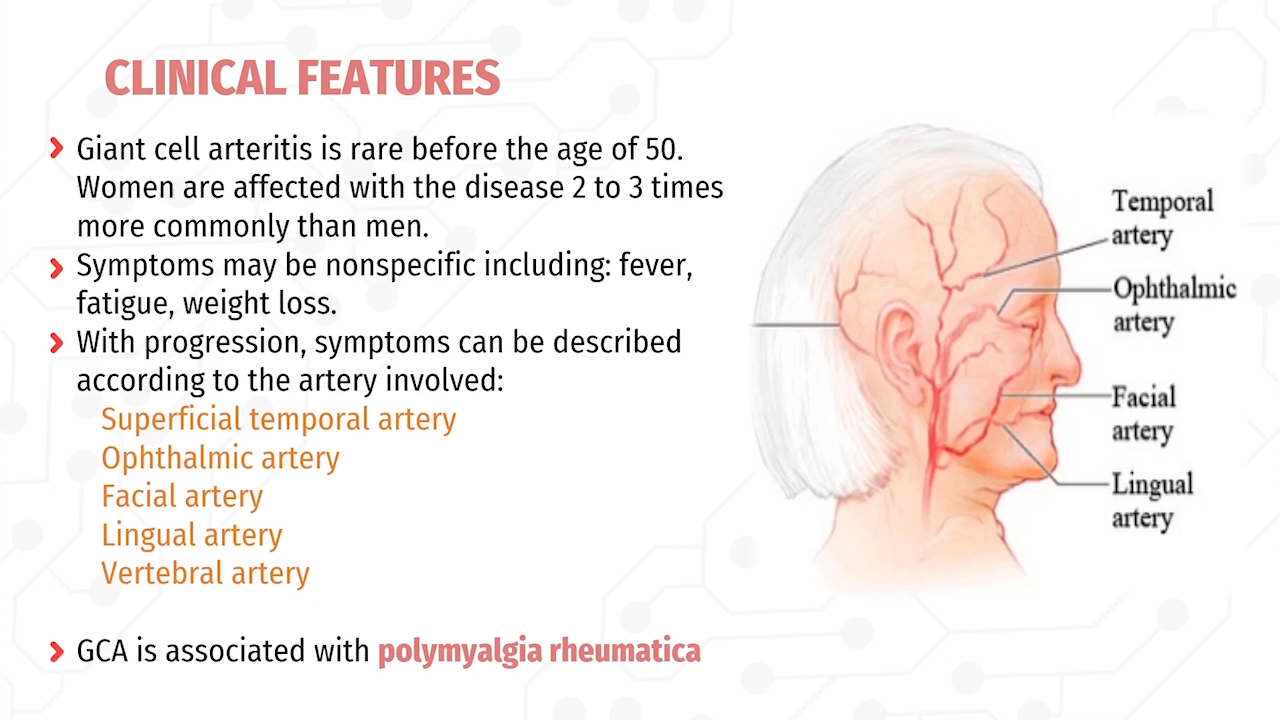 CLINICAL FEATURES
Giant cell arteritis is rare before the age of 50.
Women are affected with the disease 2 to 3 times
more commonly than men.
Symptoms may be nonspecific including: fever,
fatigue, weight loss.
With progression, symptoms can be described
according to the artery involved:
Superficial temporal artery
Ophthalmic artery
Facial artery
Lingual artery
Vertebral artery
GCA is associated with polymyalgia rheumatica
Temporal
artery
Ophthalmic
artery
Facial
artery
Lingual
artery